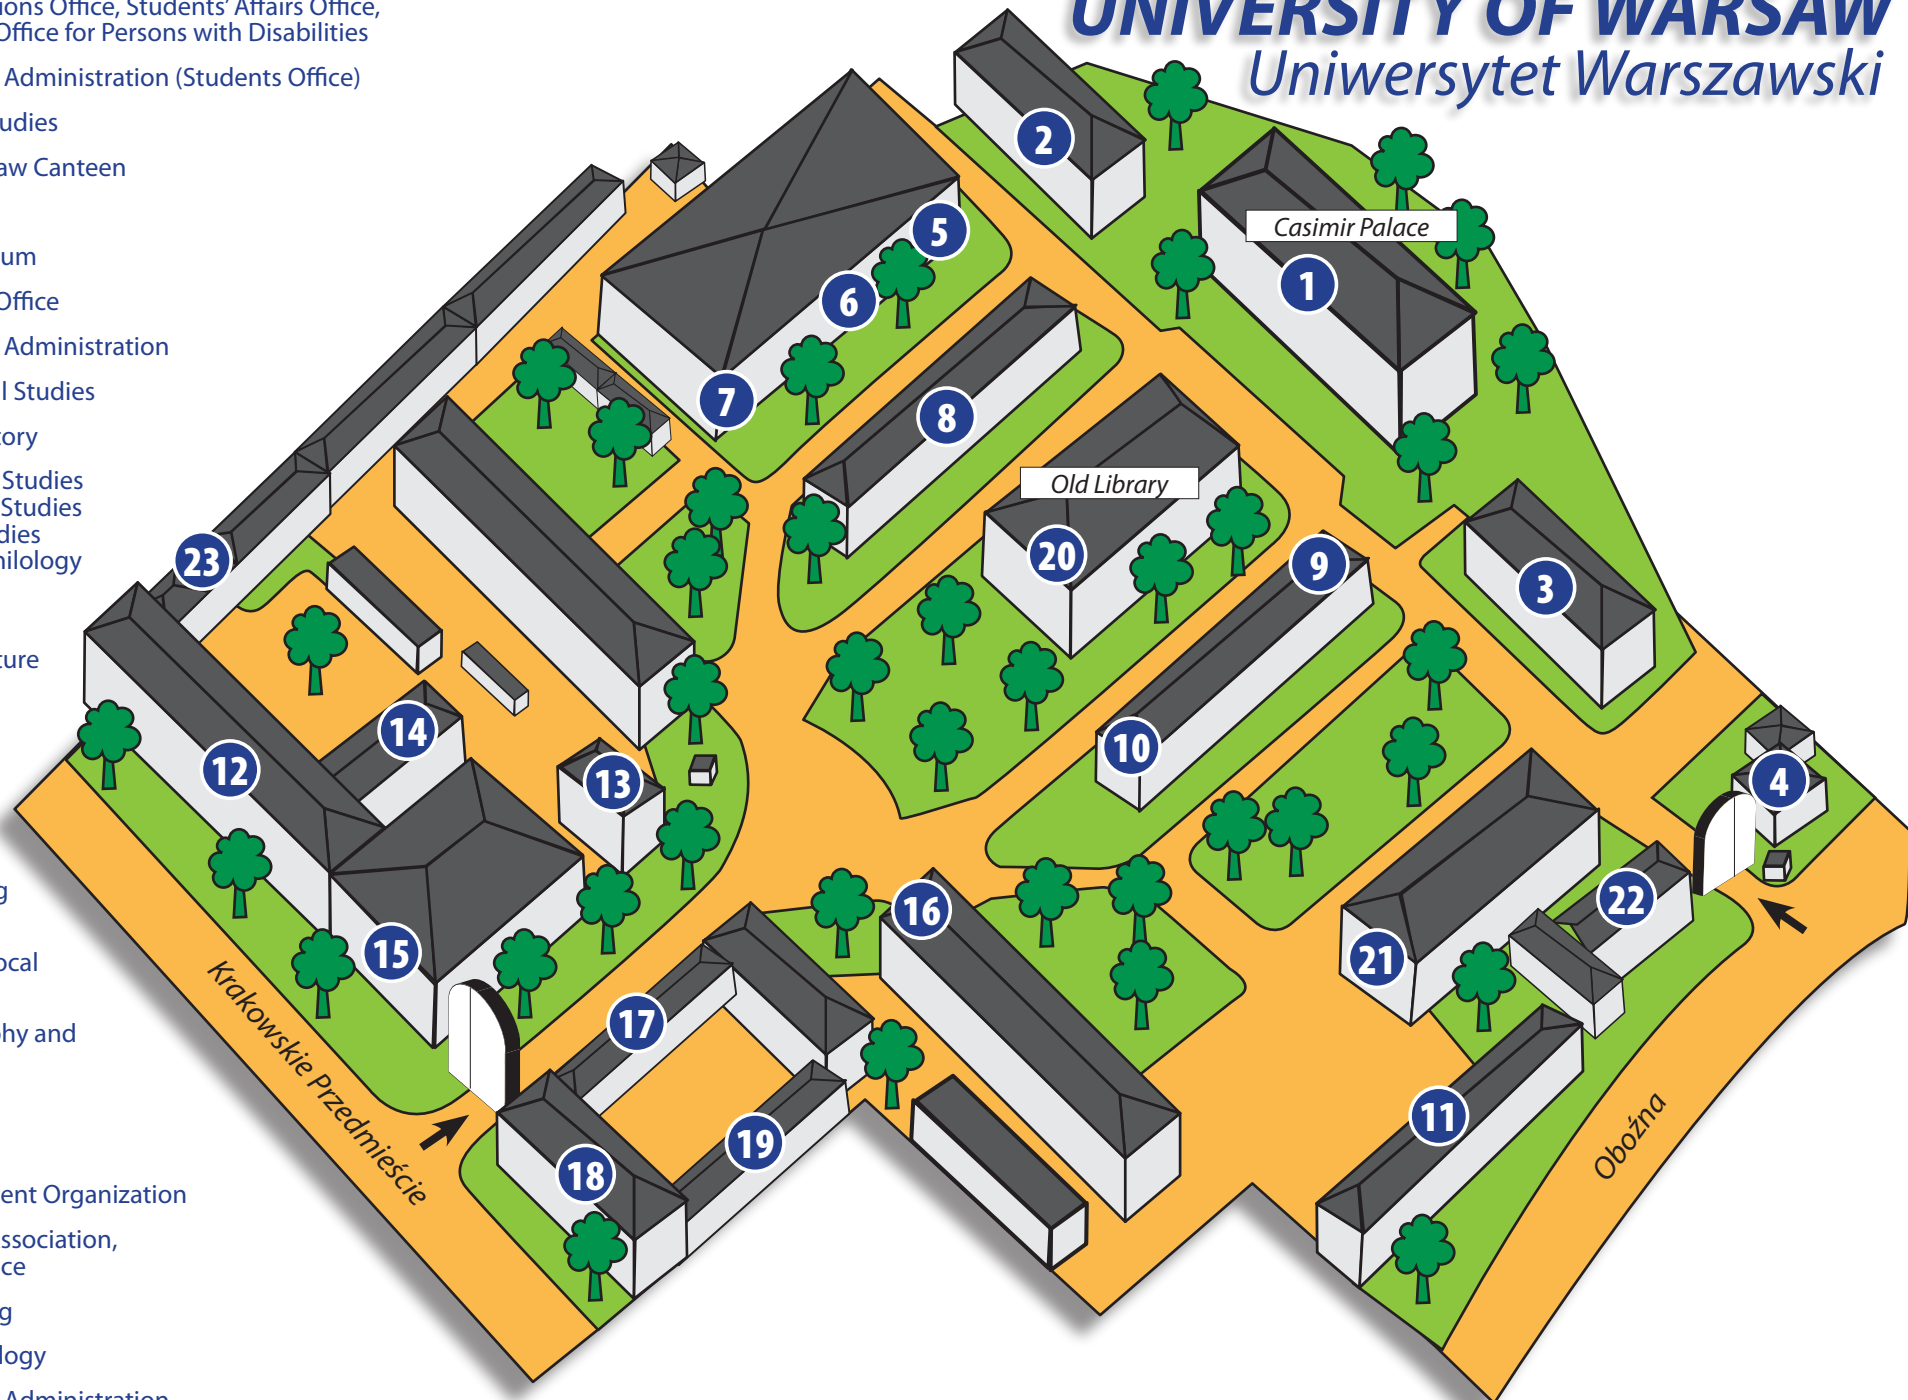 UNIVERSITY OF WARSAW
Uniwersytet Warszawski
ions Office, Students' Affairs Office,
Office for Persons with Disabilities
Administration (Students Office)
udies
aw Canteen
um
Office
Administration
l Studies
tory
Studies
Studies
dies
hilology
ture
g
ocal
hy and
ent Organization
ssociation,
ce
g
logy
Administration
2
Casimir Palace
1
5
6
7
8
Old Library
20
9
3
23
14
12
13
10
4
16
22
15
21
17
11
19
18
Krakowskie Przedmieście
Oboźna